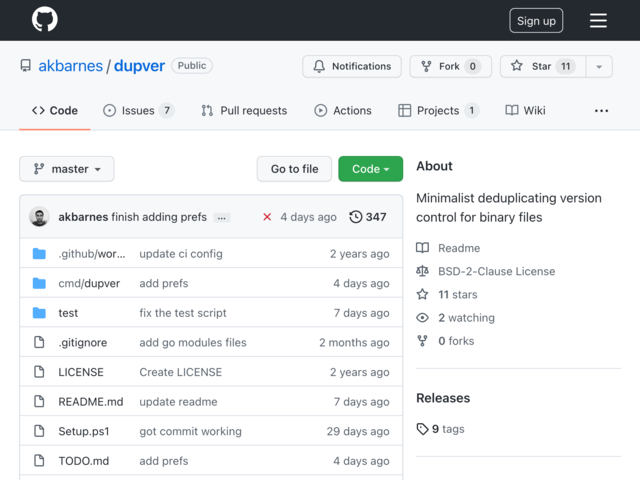 Sign up
akbarnes / dupver Public
Notifications Fork 0 Star 11
Code Issues 7 Pull requests Actions Projects 1 Wiki ...
master Go to file Code
akbarnes finish adding prefs ... 4 days ago 347
.github/wor... update ci config 2 years ago
cmd/dupver add prefs 4 days ago
test fix the test script 7 days ago
.gitignore add go modules files 2 months ago
LICENSE Create LICENSE 2 years ago
README.md update readme 7 days ago
Setup.ps1 got commit working 29 days ago
TODO.md add prefs 4 days ago
About
Minimalist deduplicating version
control for binary files
Readme
BSD-2-Clause License
11 stars
2 watching
0 forks
Releases
9 tags